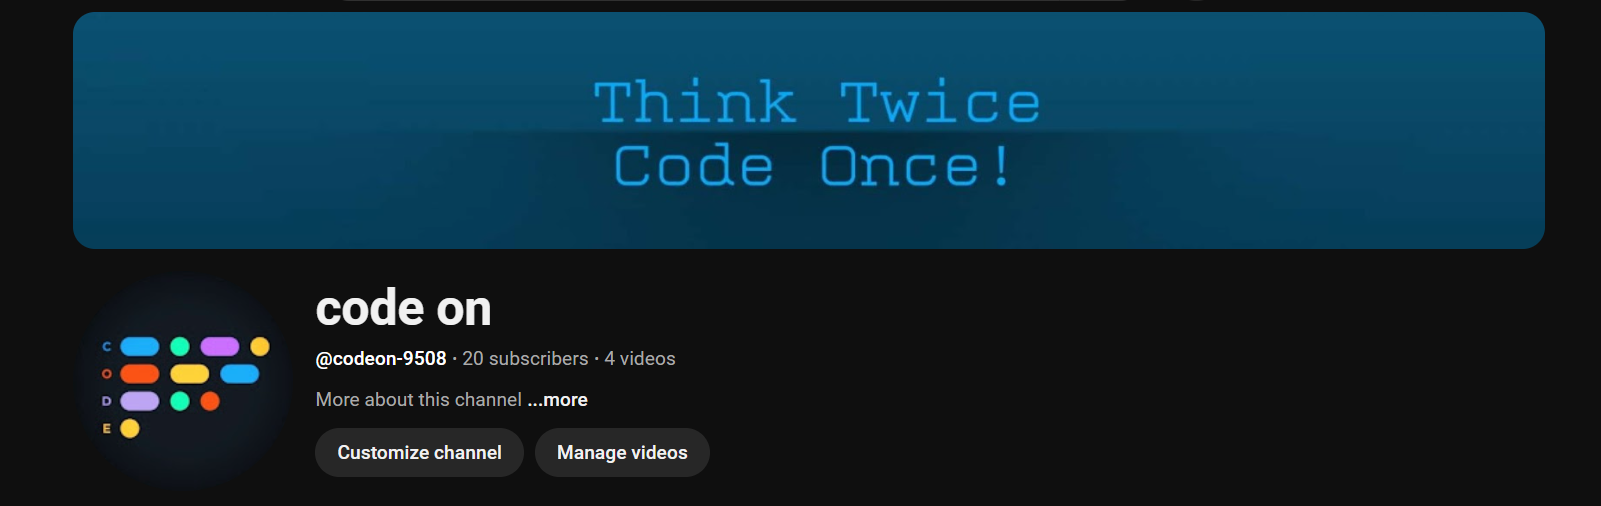 Think Twice
Code Once!
code on
@codeon-9508 · 20 subscribers · 4 videos
More about this channel ...more
Customize channel
Manage videos
C
O
D
E